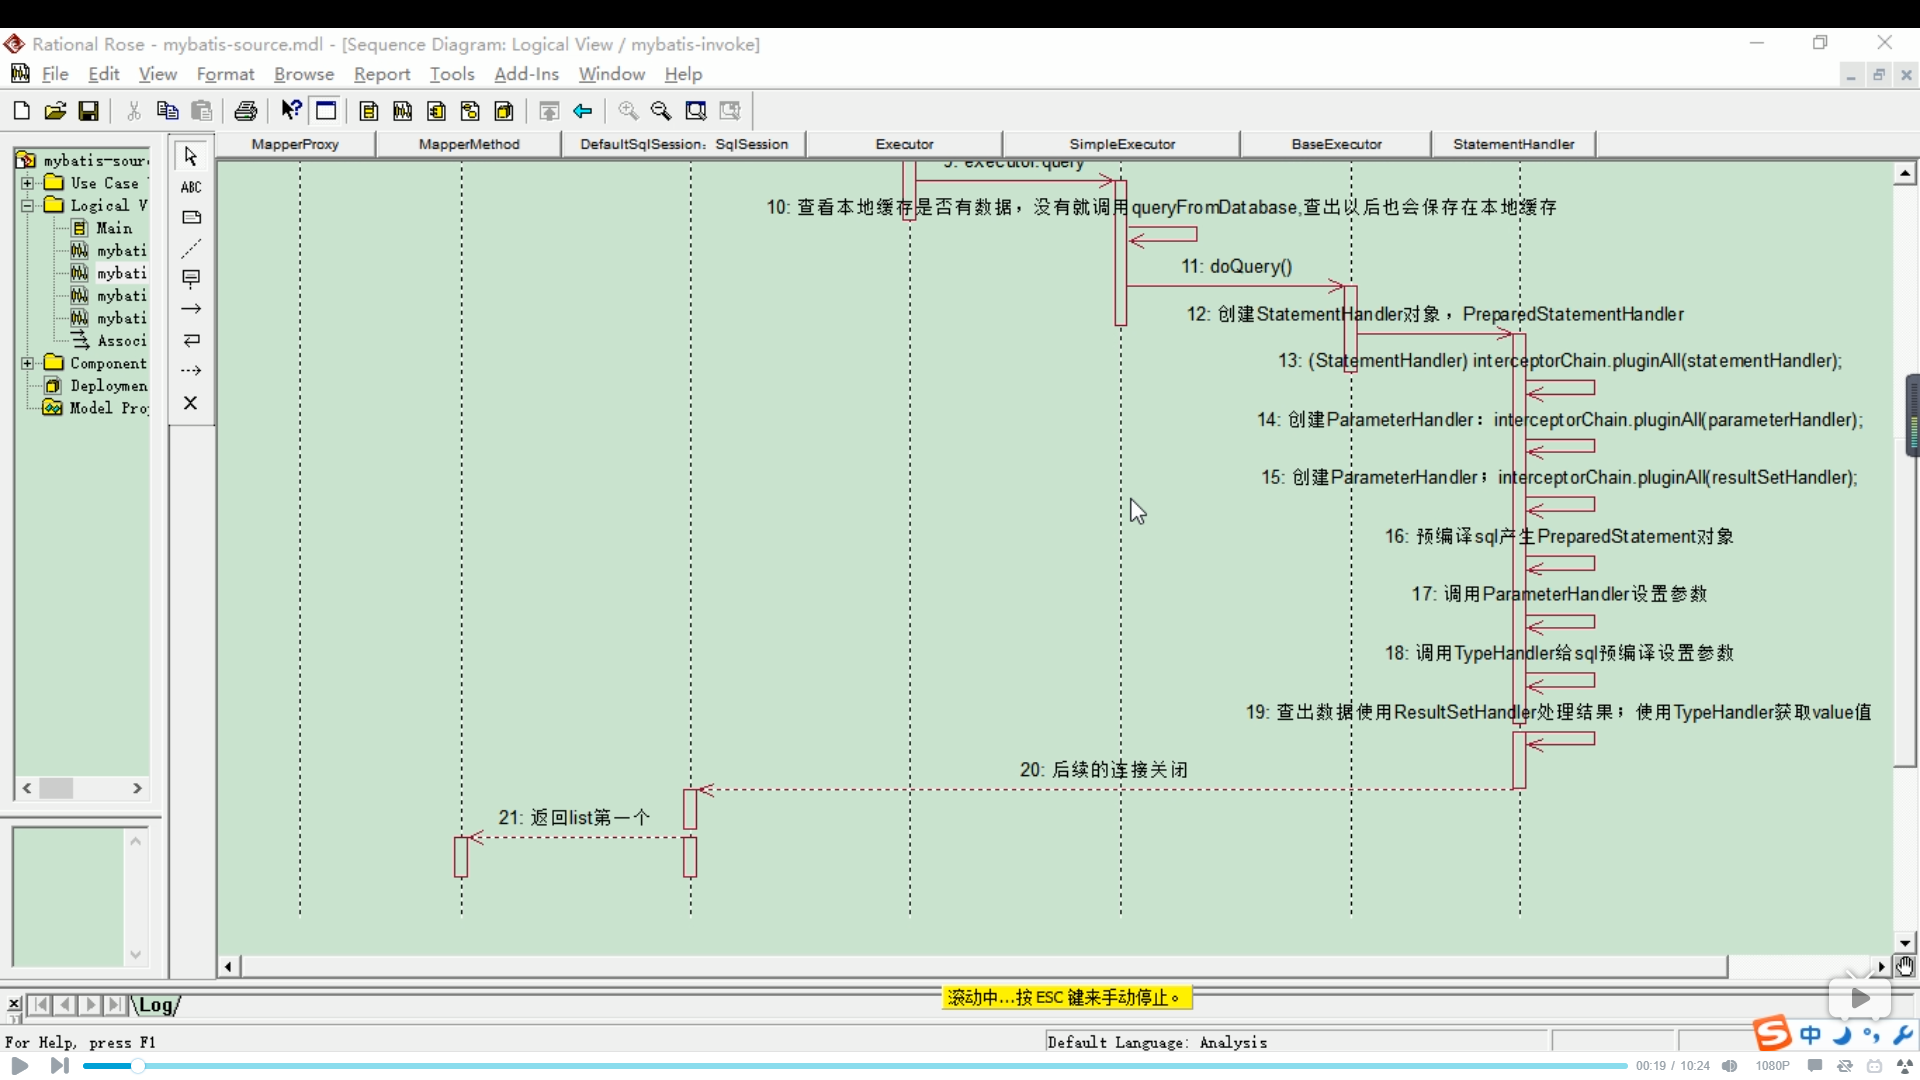 Rational Rose - mybatis-source.mdl - [Sequence Diagram: Logical View / mybatis-invoke]
File Edit View Format Browse Report Tools Add-Ins Window Help
MapperProxy MapperMethod DefaultSqlSession: SqlSession Executor SimpleExecutor BaseExecutor StatementHandler
mybatis-sour
Use Case
Logical V
Main
mybati
mybati
mybati
mybati
Associ
Component
Deploymen
Model Pro
ABC
9: executor.query
10: 查看本地缓存是否有数据，没有就调用queryFromDatabase,查出以后也会保存在本地缓存
11: doQuery()
12: 创建StatementHandler对象，PreparedStatementHandler
13: (StatementHandler) interceptorChain.pluginAll(statementHandler);
14: 创建ParameterHandler：interceptorChain.pluginAll(parameterHandler);
15: 创建ParameterHandler；interceptorChain.pluginAll(resultSetHandler);
16: 预编译sql产生PreparedStatement对象
17: 调用ParameterHandler设置参数
18: 调用TypeHandler给sql预编译设置参数
19: 查出数据使用ResultSetHandler处理结果；使用TypeHandler获取value值
20: 后续的连接关闭
21: 返回list第一个
Log
滚动中...按 ESC 键来手动停止。
For Help, press F1
Default Language: Analysis
中
00:19 / 10:24 1080P